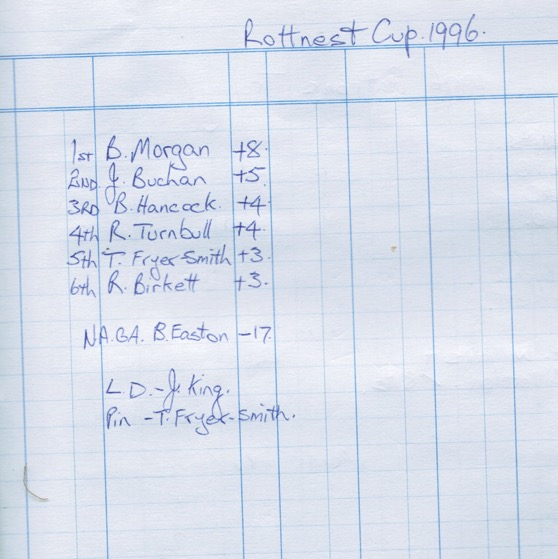 Rottnest Cup. 1996.
1st B. Morgan +8.
2ND J. Buchan +5.
3RD B. Hancock. +4
4th R. Turnbull +4.
5th T. Fryer-Smith +3.
6th R. Birkett +3.
N.A.G.A. B. Easton -17.
L.D. - J. King.
Pin - T. Fryer-Smith.